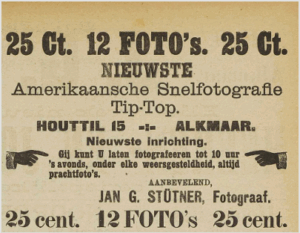 25 Ct. 12 FOTO's. 25 Ct.
NIEUWSTE
Amerikaansche Snelfotografie
Tip-Top.
HOUTTIL 15 -:- ALKMAAR.
Nieuwste inrichting.
Gij kunt U laten fotografeeren tot 10 uur
's avonds, onder elke weersgesteldheid, altijd
prachtfoto's.
AANBEVELEND,
JAN G. STÖTNER, Fotograaf.
25 cent. 12 FOTO's 25 cent.